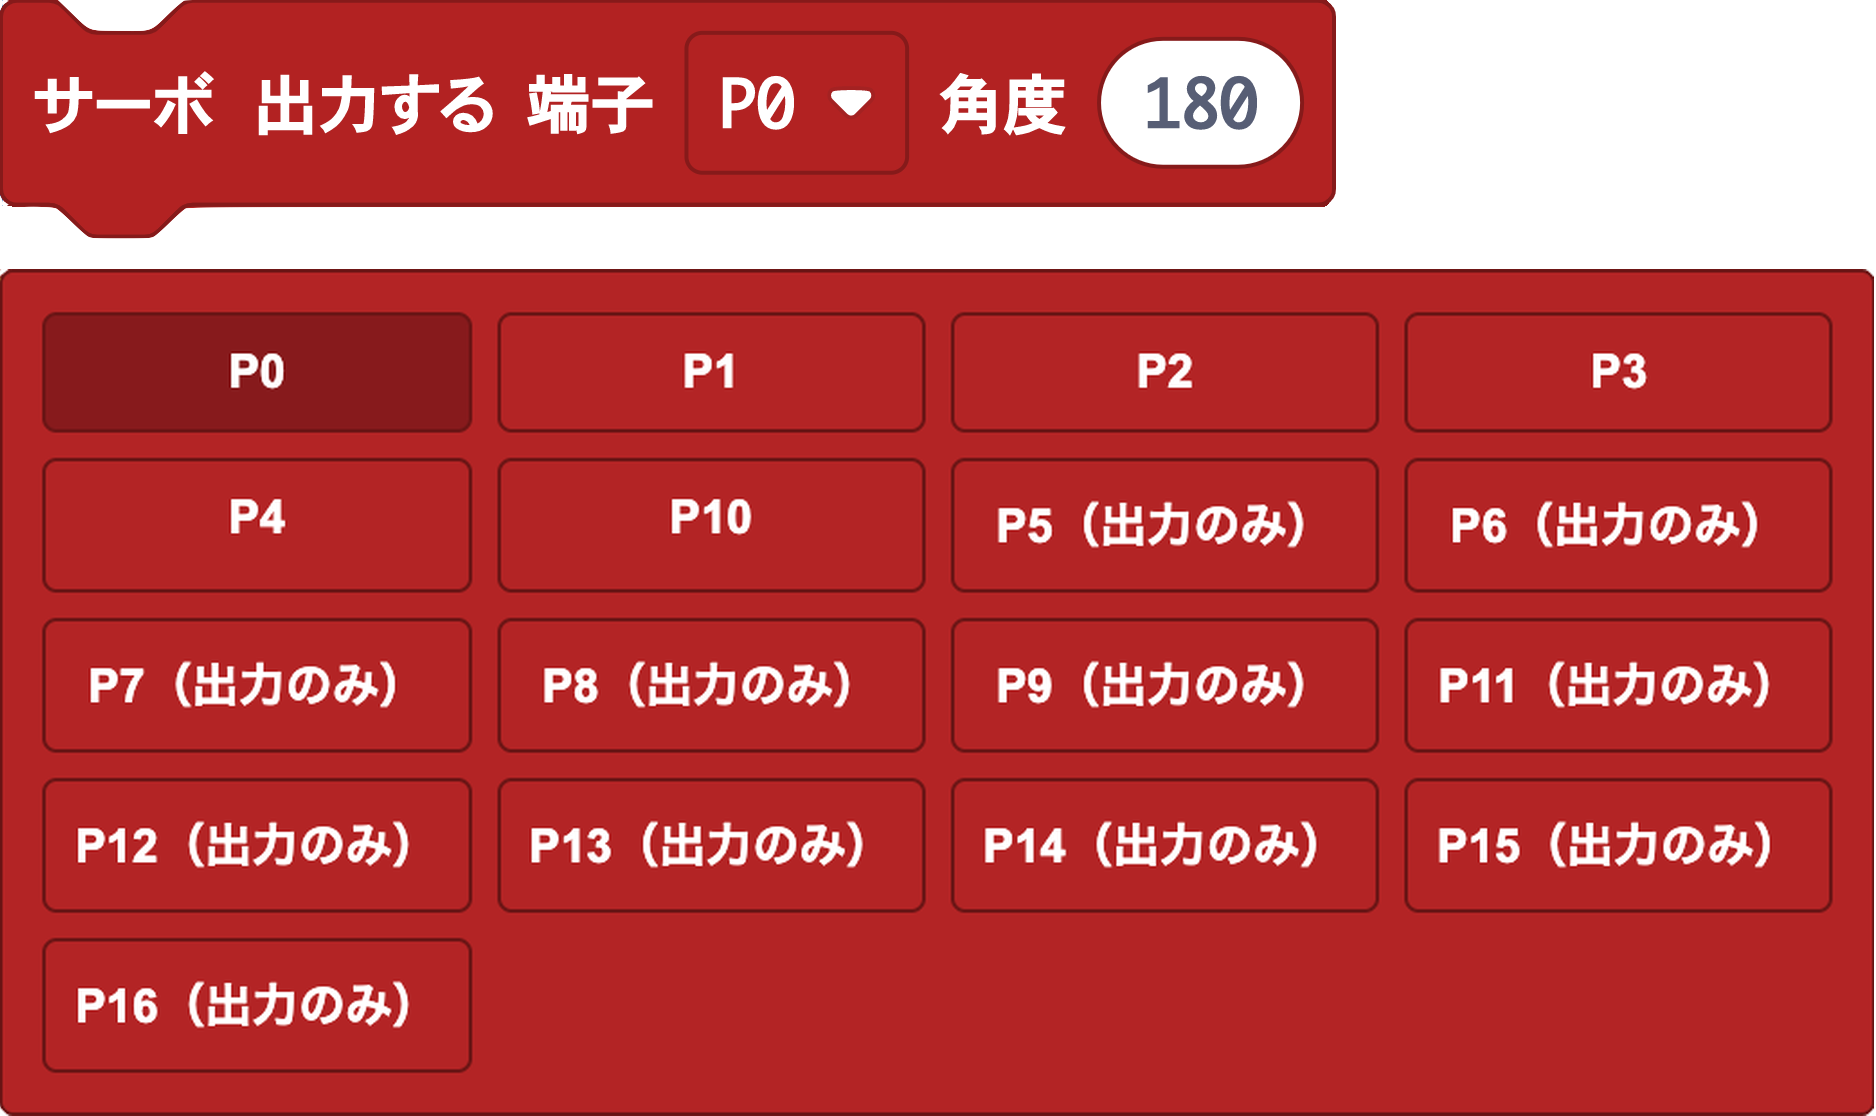 サーボ 出力する 端子 P0 角度 180
P0 P1 P2 P3
P4 P10 P5（出力のみ） P6（出力のみ）
P7（出力のみ） P8（出力のみ） P9（出力のみ） P11（出力のみ）
P12（出力のみ） P13（出力のみ） P14（出力のみ） P15（出力のみ）
P16（出力のみ）